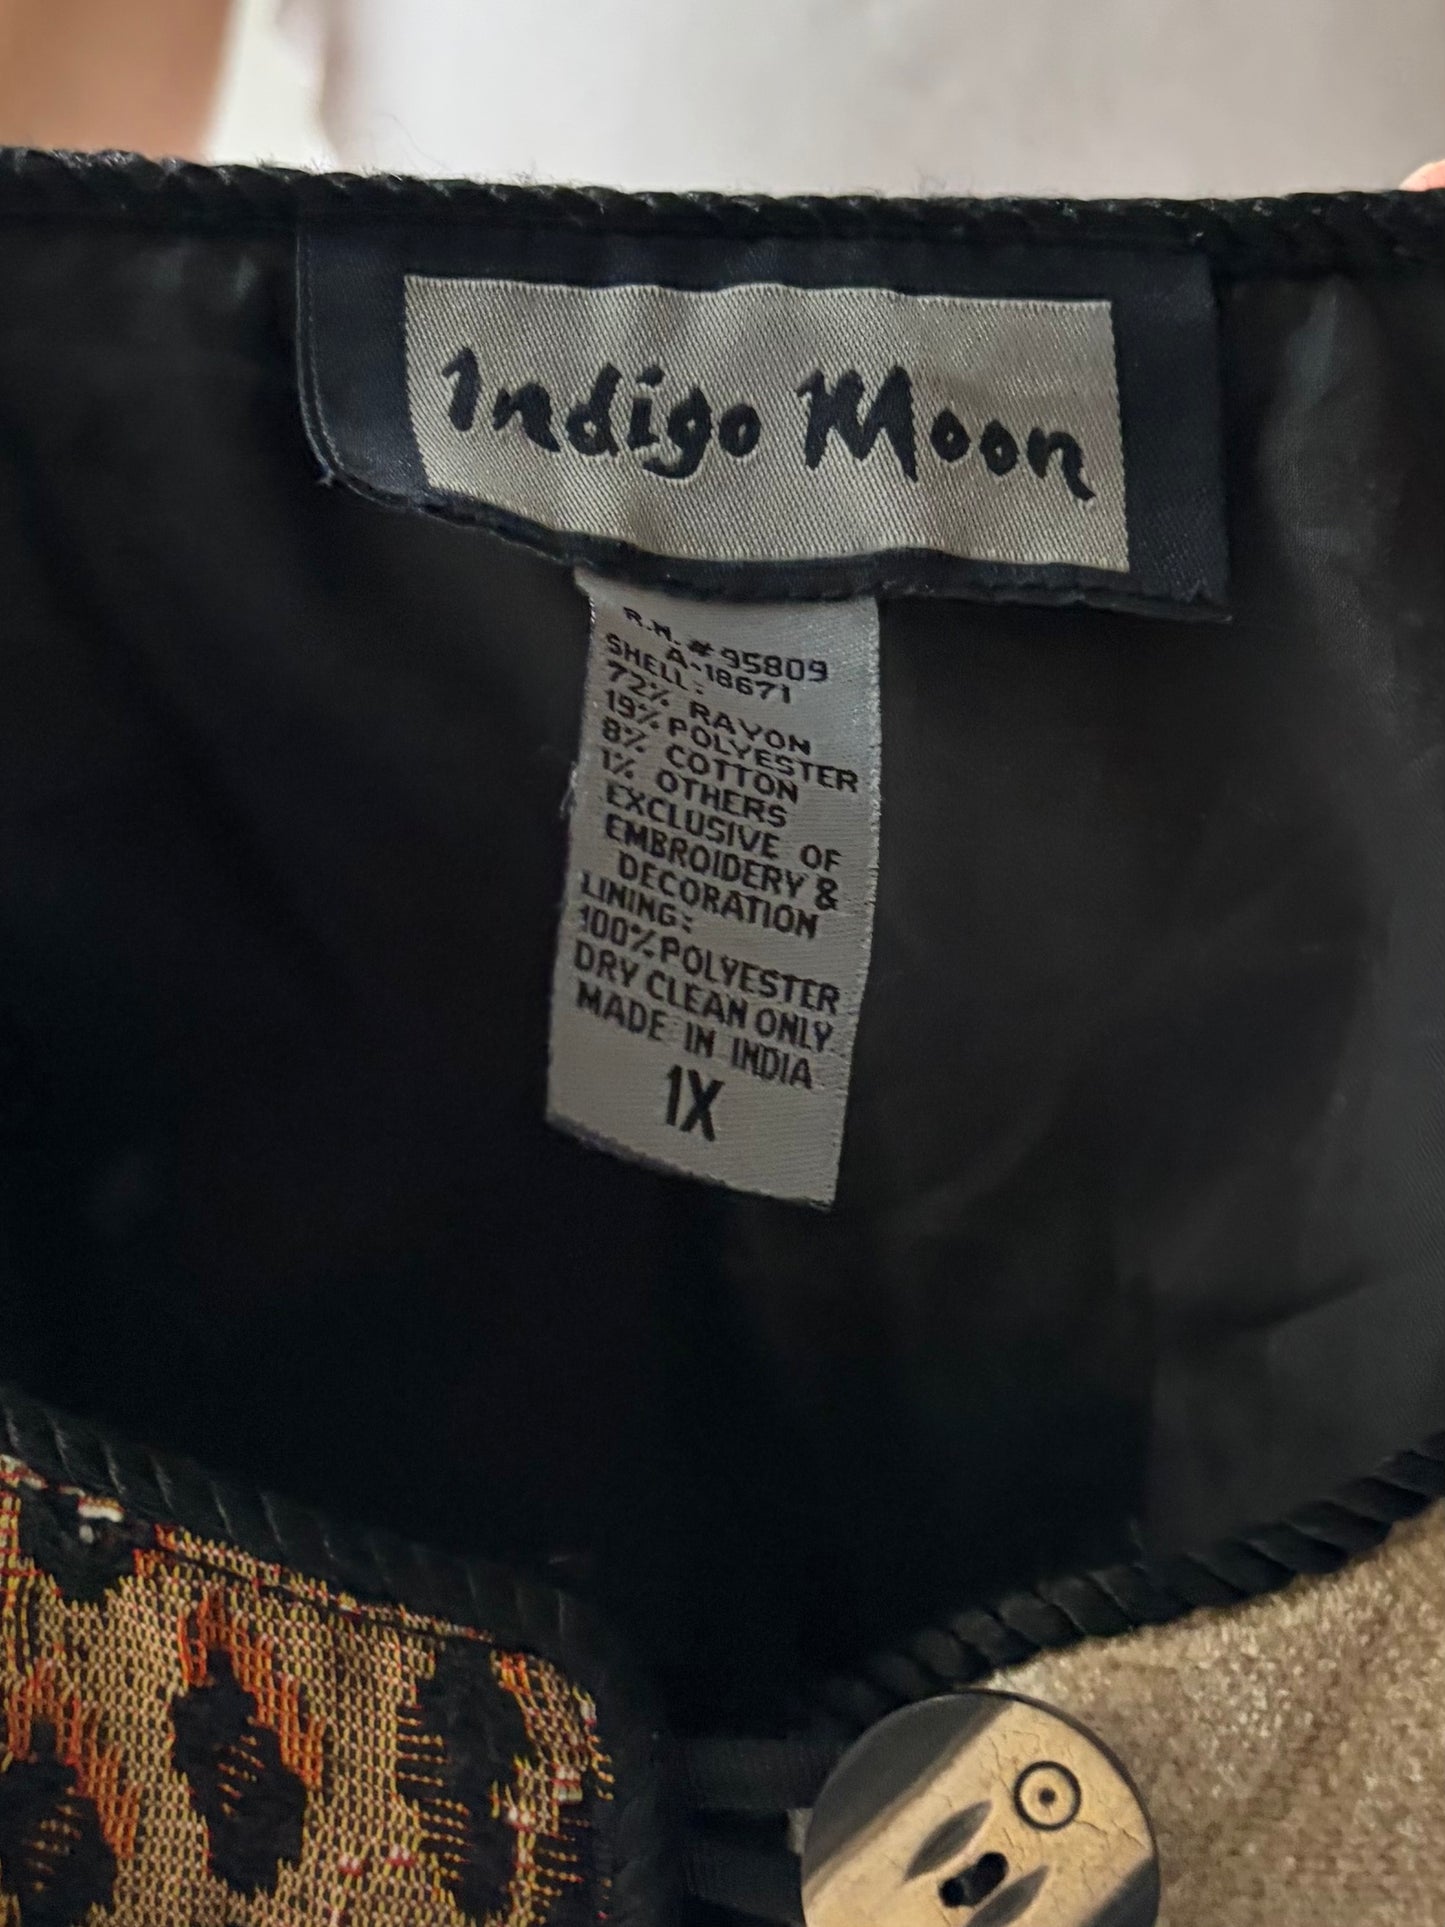 Indigo Moon
R.N. #95809
A-18671
SHELL:
72% RAYON
19% POLYESTER
8% COTTON
1% OTHERS
EXCLUSIVE OF
EMBROIDERY &
DECORATION
LINING:
100% POLYESTER
DRY CLEAN ONLY
MADE IN INDIA
1X